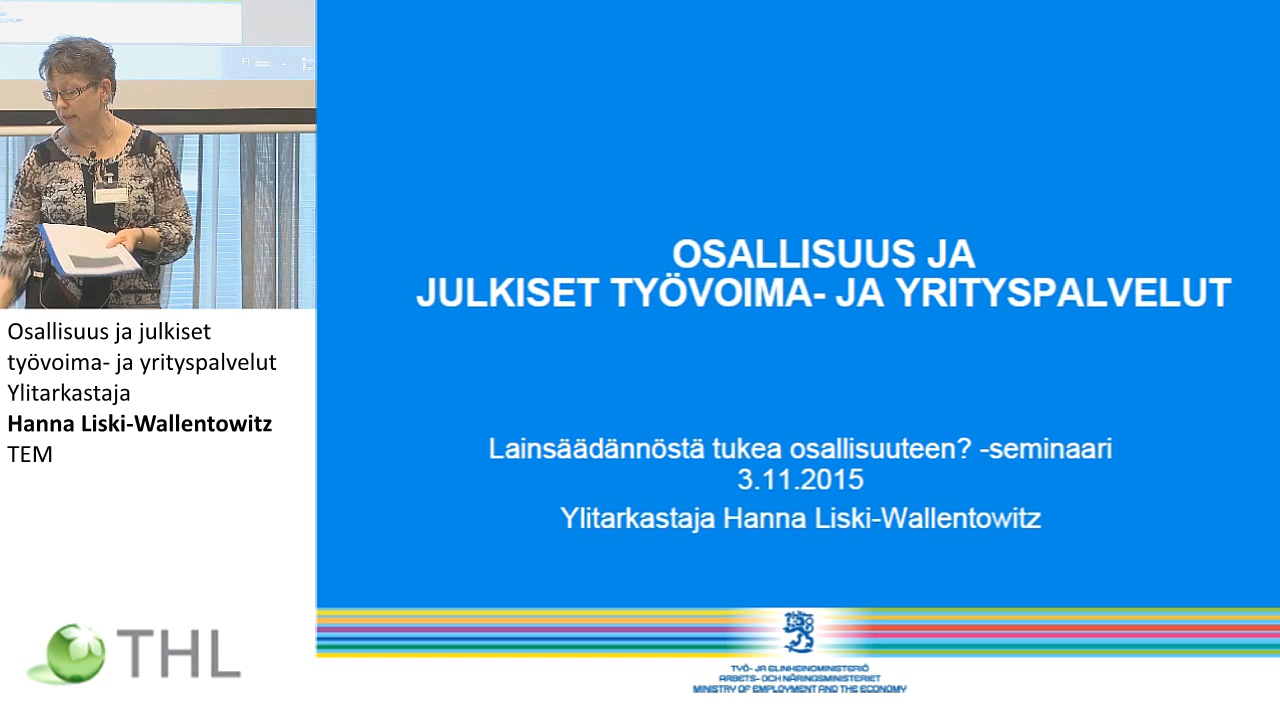 FI
Osallisuus ja julkiset
työvoima- ja yrityspalvelut
Ylitarkastaja
Hanna Liski-Wallentowitz
TEM
THL
OSALLISUUS JA
JULKISET TYÖVOIMA- JA YRITYSPALVELUT
Lainsäädännöstä tukea osallisuuteen? -seminaari
3.11.2015
Ylitarkastaja Hanna Liski-Wallentowitz
TYÖ- JA ELINKEINOMINISTERIÖ
ARBETS- OCH NÄRINGSMINISTERIET
MINISTRY OF EMPLOYMENT AND THE ECONOMY